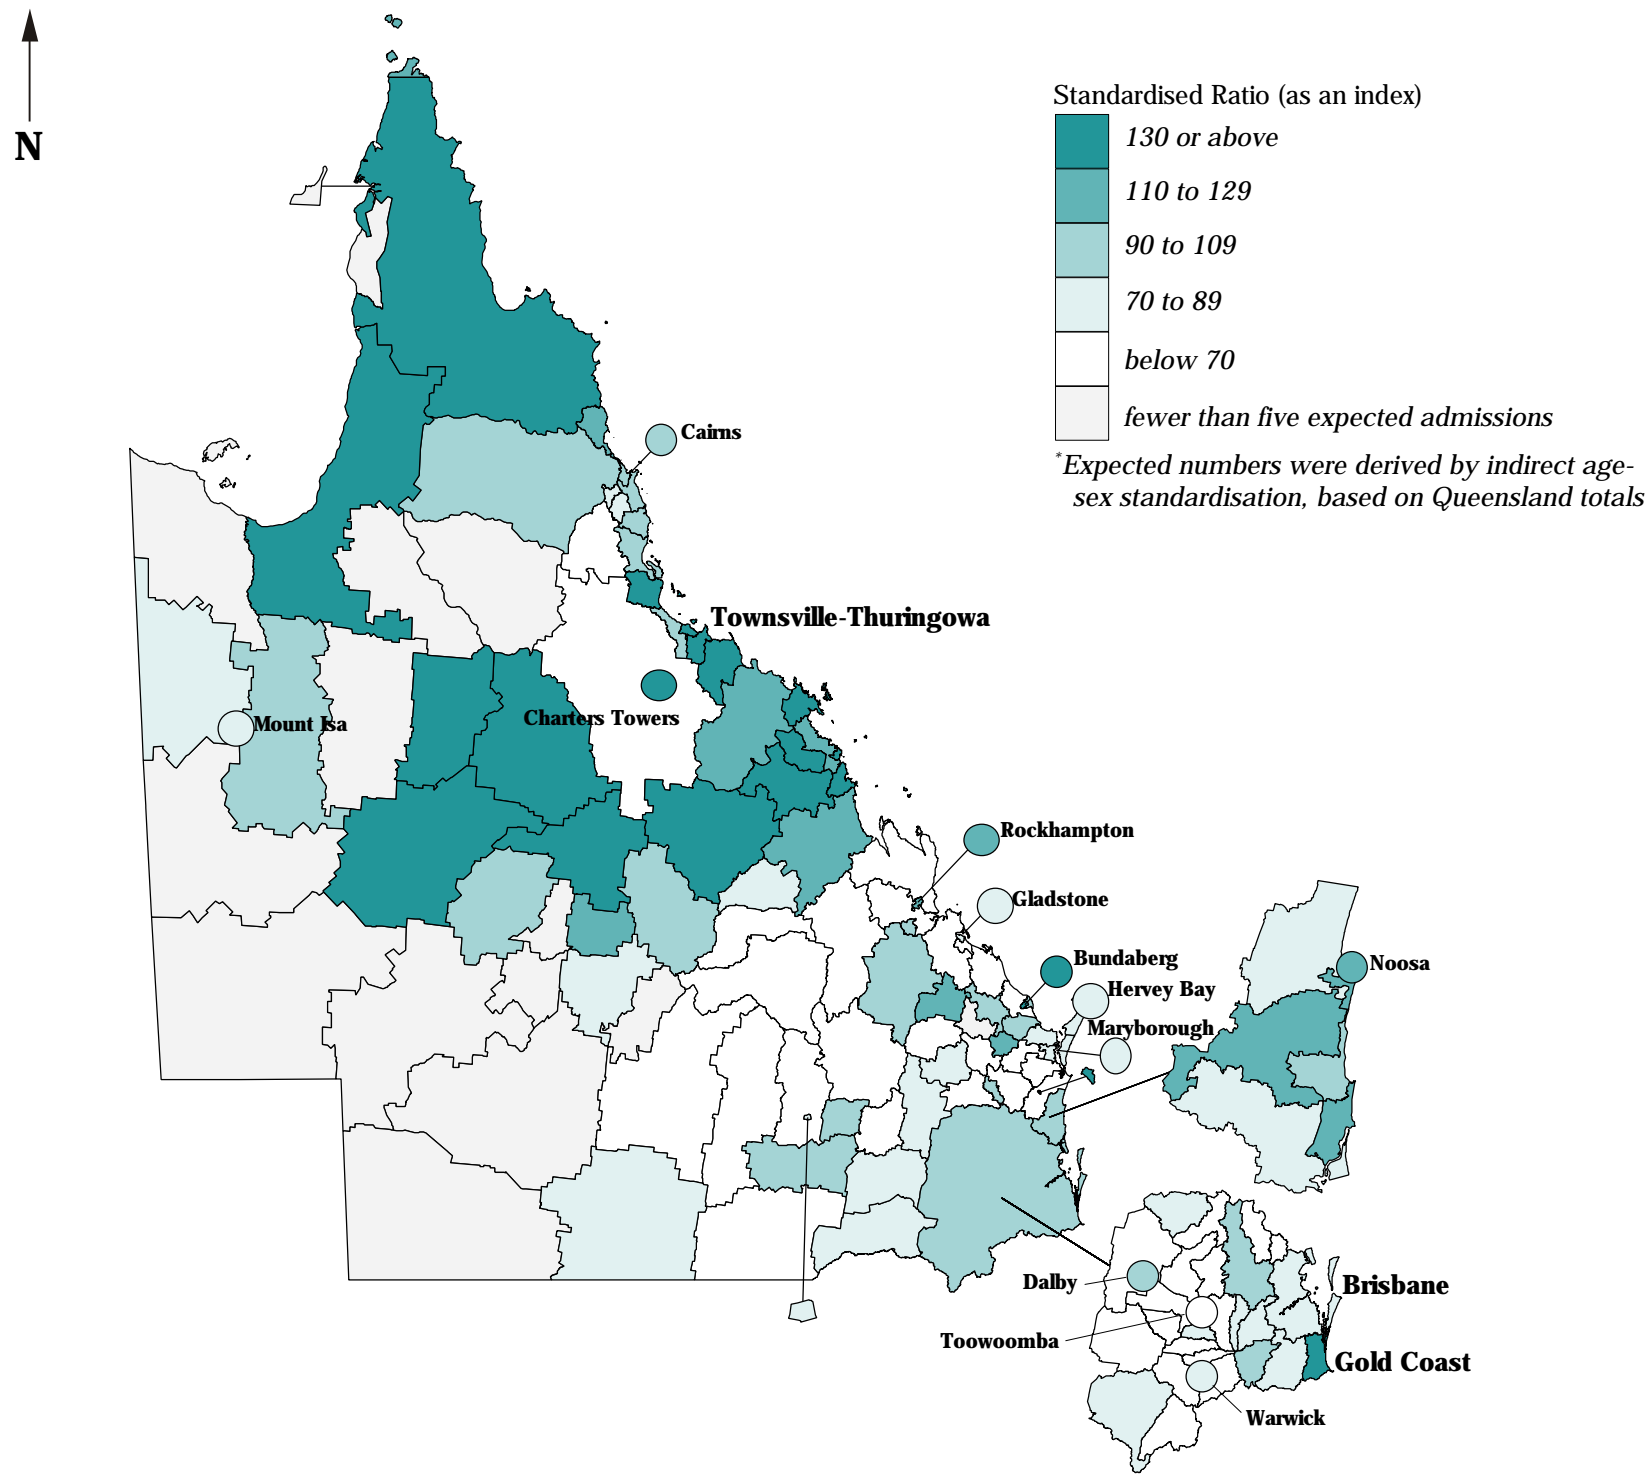 N
Standardised Ratio (as an index)
130 or above
110 to 129
90 to 109
70 to 89
below 70
fewer than five expected admissions
*Expected numbers were derived by indirect age-
sex standardisation, based on Queensland totals
Cairns
Townsville-Thuringowa
Charters Towers
Mount Isa
Rockhampton
Gladstone
Bundaberg
Hervey Bay
Maryborough
Noosa
Dalby
Brisbane
Toowoomba
Gold Coast
Warwick